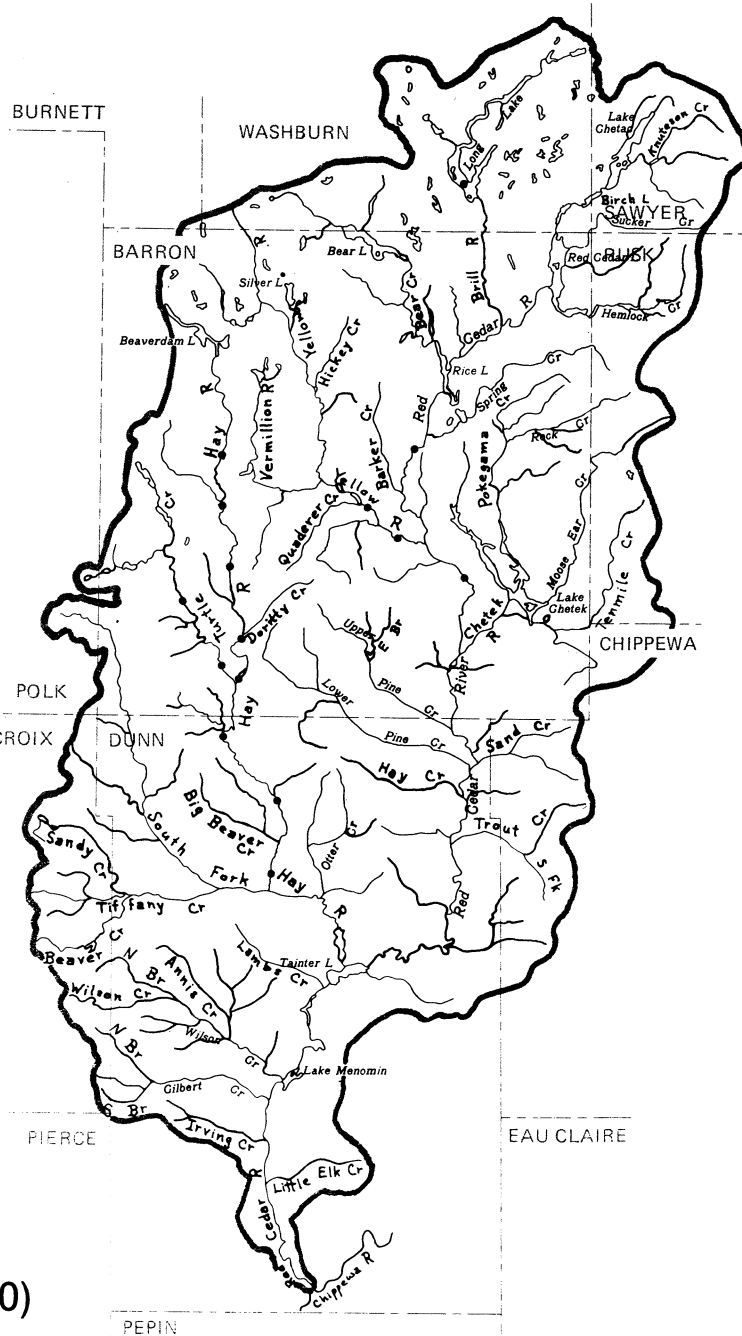 BURNETT
WASHBURN
Long Lake
Lake Chetac
Knuteson Cr
Birch L
SAWYER
Sucker Cr
BARRON
R
Bear L
Brill R
Red Cedar L
RUSK
Silver L
Bear Cr
Hemlock Cr
Yellow
Beaverdam L
Cedar R
Hickey Cr
Rice L
Cr
Spring
Cr
Hay R
Vermillion R
Barker Cr
Red
Rock Cr
Pokegama
Cr
Quaderer Cr
Yellow R
Moose Ear Cr
Tenmile Cr
Turtle
R
Dority Cr
Lake Chetek
Chetek R
Upper E Br
CHIPPEWA
River
POLK
Lower
Pine Cr
Hay
CROIX
DUNN
Pine Cr
Sand Cr
Hay Cr
Cedar
Big Beaver Cr
South Fork
Trout Cr
Sandy Cr
Otter Cr
S Fk
Hay R
Red
Tiffany Cr
Beaver Cr
N Br
Annis Cr
Lambs Cr
Tainter L
Wilson Cr
N Br
Wilson Cr
Lake Menomin
Gilbert Cr
S Br
PIERCE
Irving Cr
EAU CLAIRE
Little Elk Cr
Red Cedar R
Chippewa R
0)
PEPIN